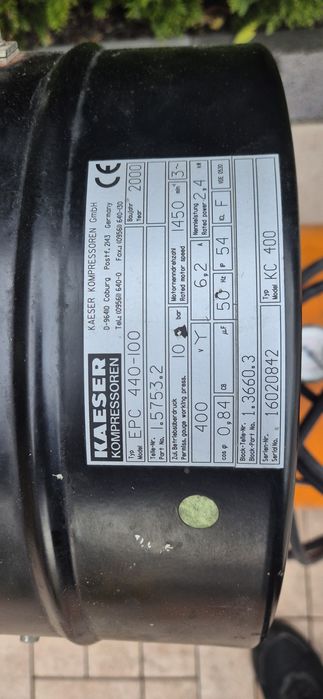 KAESER
KOMPRESSOREN
KAESER KOMPRESSOREN GmbH
D-96410 Coburg Postf. 2143 Germany
Tel.: (09561) 640-0 Fax.: (09561) 640-130
CE
Typ
Model EPC 440-100
Baujahr
Year 2000
Teile-Nr.
Part No. 1.5753.2
Zul. Betriebsüberdruck
Permiss. gauge working press. 10 bar
Motornenndrehzahl
Rated motor speed 1450 min 3~
400 V Y 6,2 A
Nennleistung
Rated power 2,4 kW
cos φ 0,84 CB µF 50 Hz IP 54 F VDE 0530
Block-Teile-Nr.
Block-Part No. 1.3660.3
Serien-Nr.
Serial No. 16020842
Typ
Model KC 400